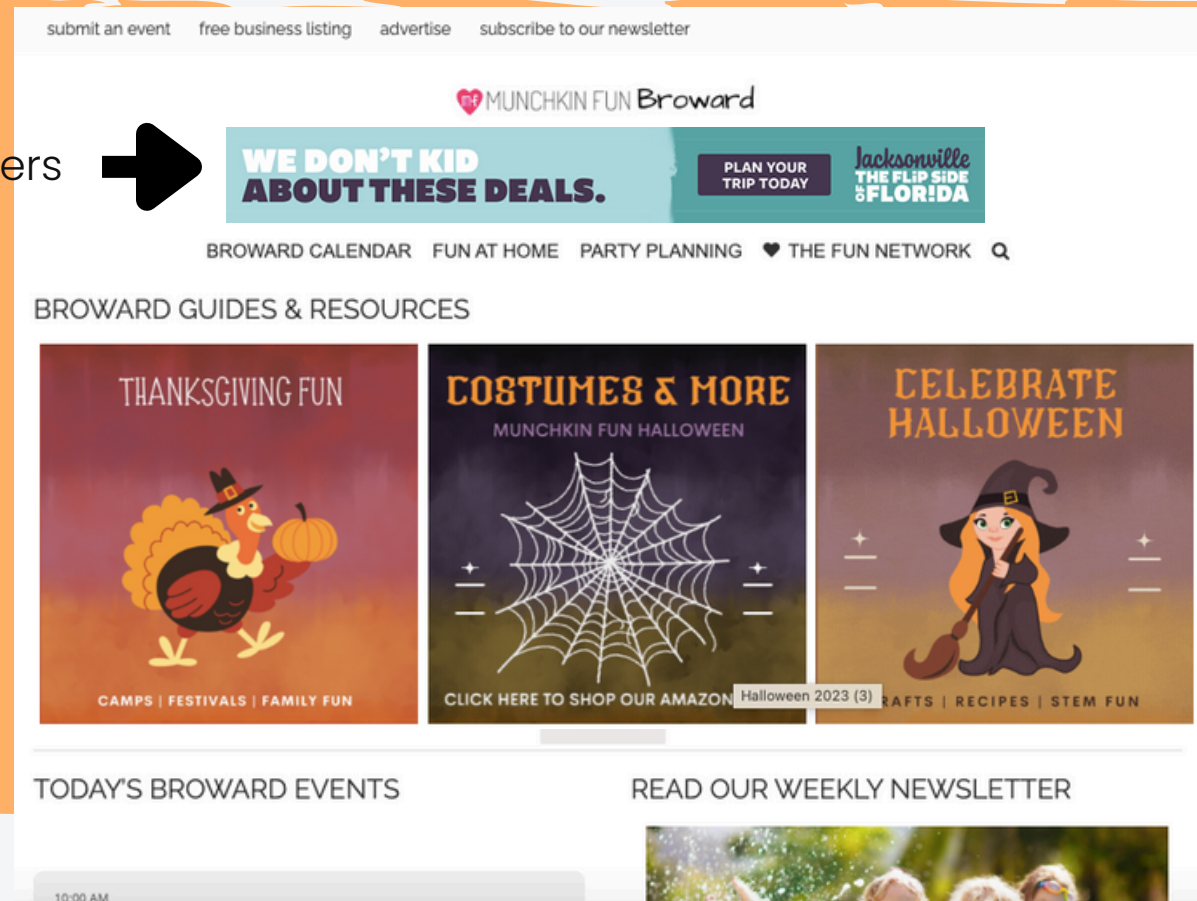 submit an event free business listing advertise subscribe to our newsletter
mf MUNCHKIN FUN Broward
ers
WE DON'T KID
ABOUT THESE DEALS.
PLAN YOUR
TRIP TODAY
Jacksonville
THE FLIP SIDE
OF FLOR!DA
BROWARD CALENDAR FUN AT HOME PARTY PLANNING THE FUN NETWORK
BROWARD GUIDES & RESOURCES
THANKSGIVING FUN
CAMPS | FESTIVALS | FAMILY FUN
COSTUMES & MORE
MUNCHKIN FUN HALLOWEEN
CLICK HERE TO SHOP OUR AMAZON
Halloween 2023 (3)
CELEBRATE
HALLOWEEN
RAFTS | RECIPES | STEM FUN
TODAY'S BROWARD EVENTS
10:00 AM
READ OUR WEEKLY NEWSLETTER